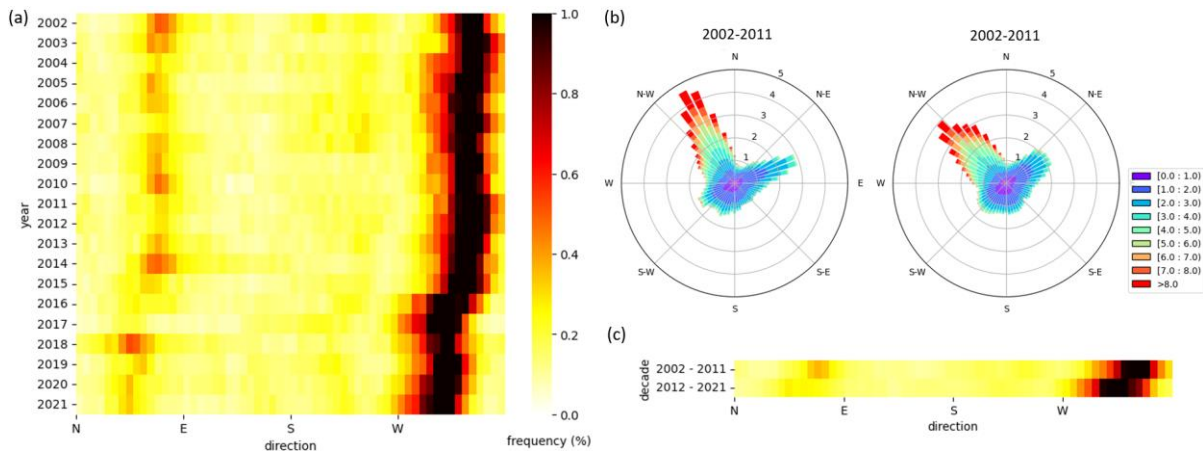 (a)
year
2002
2003
2004
2005
2006
2007
2008
2009
2010
2011
2012
2013
2014
2015
2016
2017
2018
2019
2020
2021
N
E
S
W
direction
1.0
0.8
0.6
0.4
0.2
0.0
frequency (%)
(b)
2002-2011
N
N-W
N-E
W
E
S-W
S-E
S
1
2
3
4
5
2002-2011
N
N-W
N-E
W
E
S-W
S-E
S
1
2
3
4
5
[0.0 : 1.0)
[1.0 : 2.0)
[2.0 : 3.0)
[3.0 : 4.0)
[4.0 : 5.0)
[5.0 : 6.0)
[6.0 : 7.0)
[7.0 : 8.0)
>8.0
(c)
decade
2002 - 2011
2012 - 2021
N
E
S
W
direction